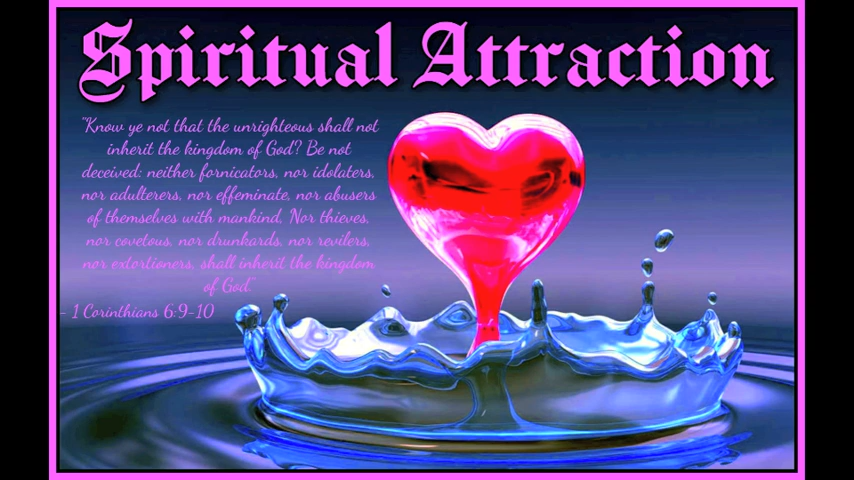 Spiritual Attraction
"Know ye not that the unrighteous shall not
inherit the kingdom of God? Be not
deceived: neither fornicators, nor idolaters,
nor adulterers, nor effeminate, nor abusers
of themselves with mankind, Nor thieves,
nor covetous, nor drunkards, nor revilers,
nor extortioners, shall inherit the kingdom
of God"
- 1 Corinthians 6:9-10